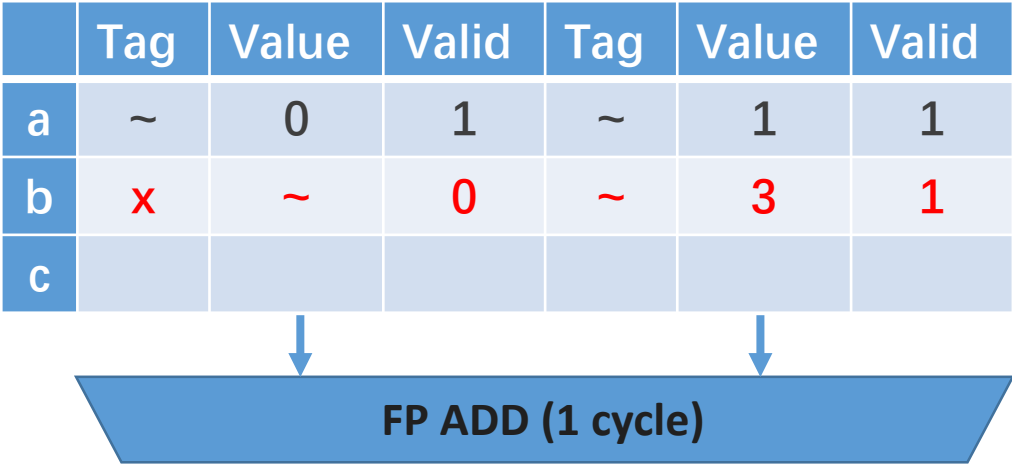 Tag Value Valid Tag Value Valid
a ~ 0 1 ~ 1 1
b x ~ 0 ~ 3 1
c
FP ADD (1 cycle)